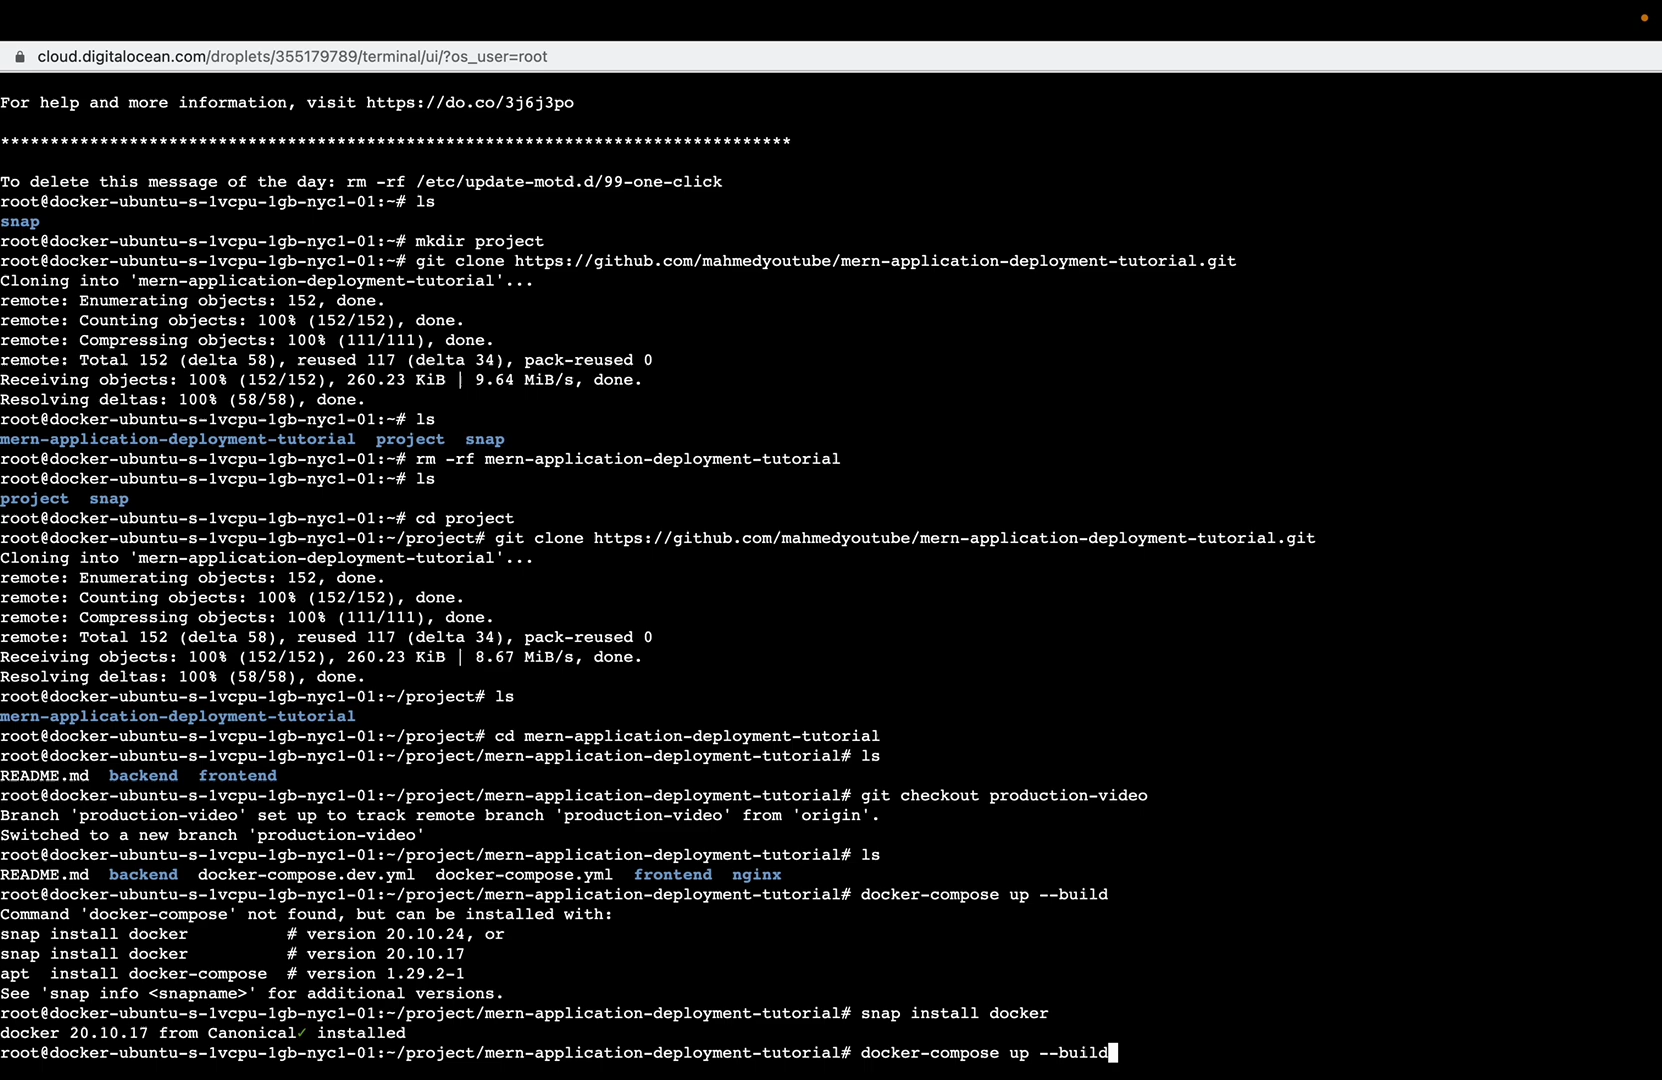 cloud.digitalocean.com/droplets/355179789/terminal/ui/?os_user=root
For help and more information, visit https://do.co/3j6j3po
********************************************************************************
To delete this message of the day: rm -rf /etc/update-motd.d/99-one-click
root@docker-ubuntu-s-1vcpu-1gb-nyc1-01:~# ls
snap
root@docker-ubuntu-s-1vcpu-1gb-nyc1-01:~# mkdir project
root@docker-ubuntu-s-1vcpu-1gb-nyc1-01:~# git clone https://github.com/mahmedyoutube/mern-application-deployment-tutorial.git
Cloning into 'mern-application-deployment-tutorial'...
remote: Enumerating objects: 152, done.
remote: Counting objects: 100% (152/152), done.
remote: Compressing objects: 100% (111/111), done.
remote: Total 152 (delta 58), reused 117 (delta 34), pack-reused 0
Receiving objects: 100% (152/152), 260.23 KiB | 9.64 MiB/s, done.
Resolving deltas: 100% (58/58), done.
root@docker-ubuntu-s-1vcpu-1gb-nyc1-01:~# ls
mern-application-deployment-tutorial  project  snap
root@docker-ubuntu-s-1vcpu-1gb-nyc1-01:~# rm -rf mern-application-deployment-tutorial
root@docker-ubuntu-s-1vcpu-1gb-nyc1-01:~# ls
project  snap
root@docker-ubuntu-s-1vcpu-1gb-nyc1-01:~# cd project
root@docker-ubuntu-s-1vcpu-1gb-nyc1-01:~/project# git clone https://github.com/mahmedyoutube/mern-application-deployment-tutorial.git
Cloning into 'mern-application-deployment-tutorial'...
remote: Enumerating objects: 152, done.
remote: Counting objects: 100% (152/152), done.
remote: Compressing objects: 100% (111/111), done.
remote: Total 152 (delta 58), reused 117 (delta 34), pack-reused 0
Receiving objects: 100% (152/152), 260.23 KiB | 8.67 MiB/s, done.
Resolving deltas: 100% (58/58), done.
root@docker-ubuntu-s-1vcpu-1gb-nyc1-01:~/project# ls
mern-application-deployment-tutorial
root@docker-ubuntu-s-1vcpu-1gb-nyc1-01:~/project# cd mern-application-deployment-tutorial
root@docker-ubuntu-s-1vcpu-1gb-nyc1-01:~/project/mern-application-deployment-tutorial# ls
README.md  backend  frontend
root@docker-ubuntu-s-1vcpu-1gb-nyc1-01:~/project/mern-application-deployment-tutorial# git checkout production-video
Branch 'production-video' set up to track remote branch 'production-video' from 'origin'.
Switched to a new branch 'production-video'
root@docker-ubuntu-s-1vcpu-1gb-nyc1-01:~/project/mern-application-deployment-tutorial# ls
README.md  backend  docker-compose.dev.yml  docker-compose.yml  frontend  nginx
root@docker-ubuntu-s-1vcpu-1gb-nyc1-01:~/project/mern-application-deployment-tutorial# docker-compose up --build
Command 'docker-compose' not found, but can be installed with:
snap install docker          # version 20.10.24, or
snap install docker          # version 20.10.17
apt  install docker-compose  # version 1.29.2-1
See 'snap info <snapname>' for additional versions.
root@docker-ubuntu-s-1vcpu-1gb-nyc1-01:~/project/mern-application-deployment-tutorial# snap install docker
docker 20.10.17 from Canonical✓ installed
root@docker-ubuntu-s-1vcpu-1gb-nyc1-01:~/project/mern-application-deployment-tutorial# docker-compose up --build